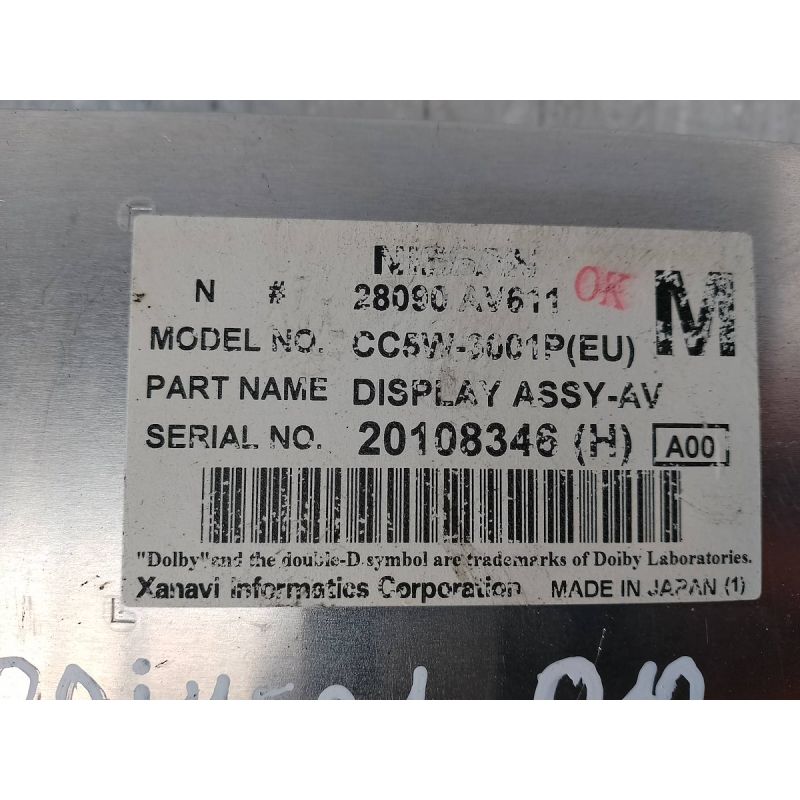 NISSAN
N # 28090 AV611 OK M
MODEL NO. CC5W-3001P(EU)
PART NAME DISPLAY ASSY-AV
SERIAL NO. 20108346 (H) A00
"Dolby"and the double-D symbol are trademarks of Dolby Laboratories.
Xanavi Informatics Corporation MADE IN JAPAN (1)